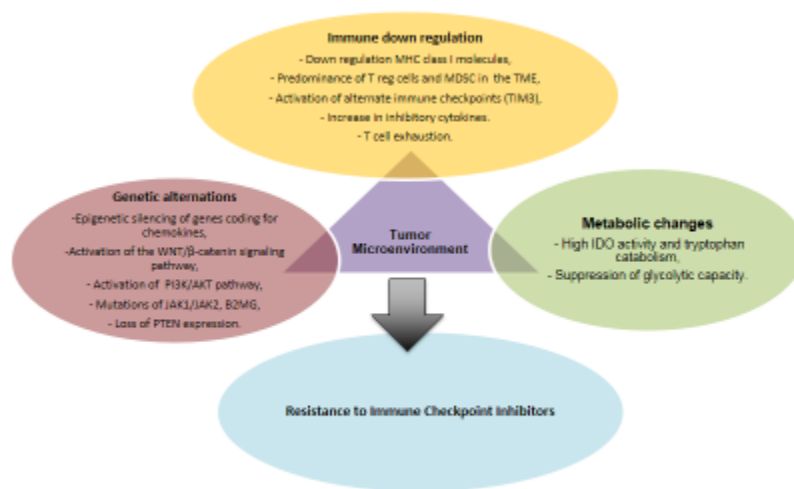 Immune down regulation
- Down regulation MHC class I molecules,
- Predominance of T reg cells and MDSC in the TME,
- Activation of alternate immune checkpoints (TIM3),
- Increase in inhibitory cytokines.
- T cell exhaustion.
Genetic alternations
-Epigenetic silencing of genes coding for
chemokines,
-Activation of the WNT/β-catenin signaling
pathway,
- Activation of PI3K/AKT pathway,
- Mutations of JAK1/JAK2, B2MG,
- Loss of PTEN expression.
Tumor
Microenvironment
Metabolic changes
- High IDO activity and tryptophan
catabolism,
- Suppression of glycolytic capacity.
Resistance to Immune Checkpoint Inhibitors